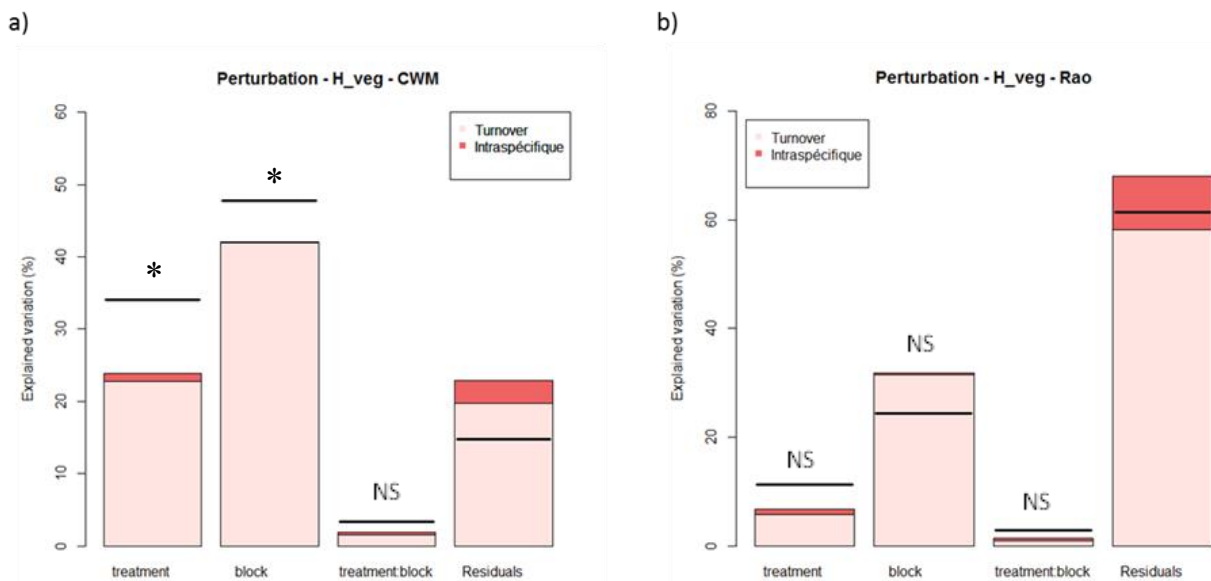 a)
Perturbation - H_veg - CWM
Turnover
Intraspécifique
Explained variation (%)
60
50
40
30
20
10
0
*
*
NS
treatment
block
treatment:block
Residuals
b)
Perturbation - H_veg - Rao
Turnover
Intraspécifique
Explained variation (%)
80
60
40
20
0
NS
NS
NS
treatment
block
treatment:block
Residuals